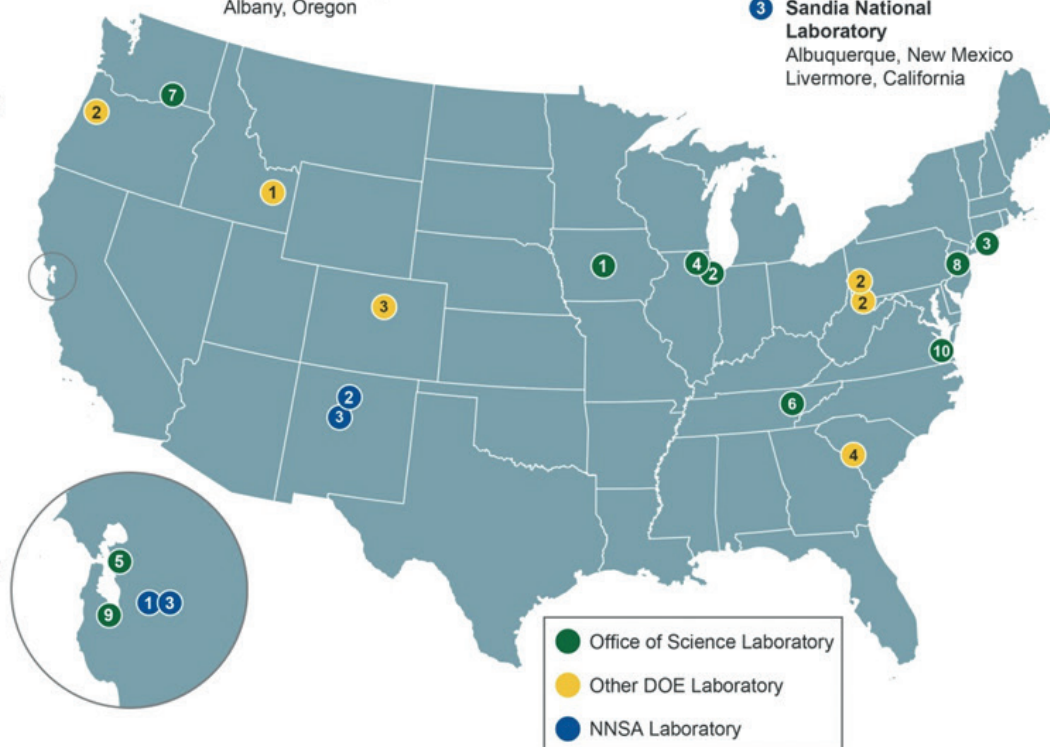 Albany, Oregon
3 Sandia National
Laboratory
Albuquerque, New Mexico
Livermore, California
7
2
1
3
2
3
1
4
2
2
2
3
8
10
6
4
5
1
3
9
Office of Science Laboratory
Other DOE Laboratory
NNSA Laboratory